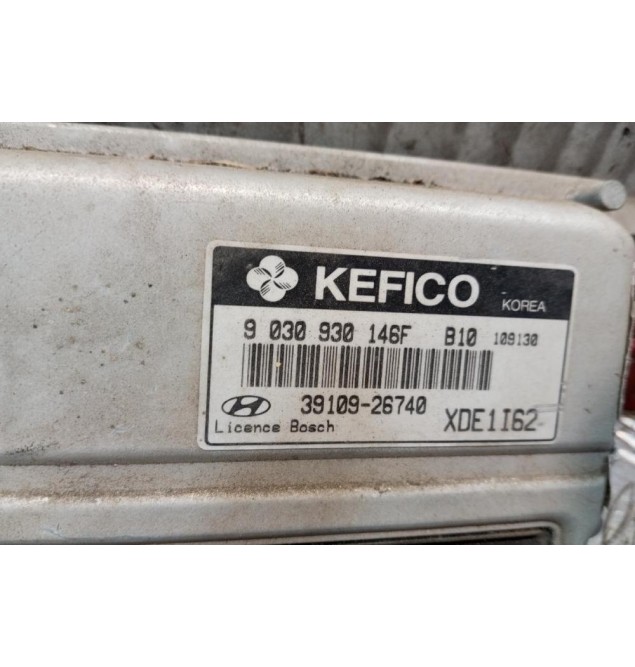 KEFICO KOREA
9 030 930 146F B10 109130
39109-26740
Licence Bosch XDE1I62